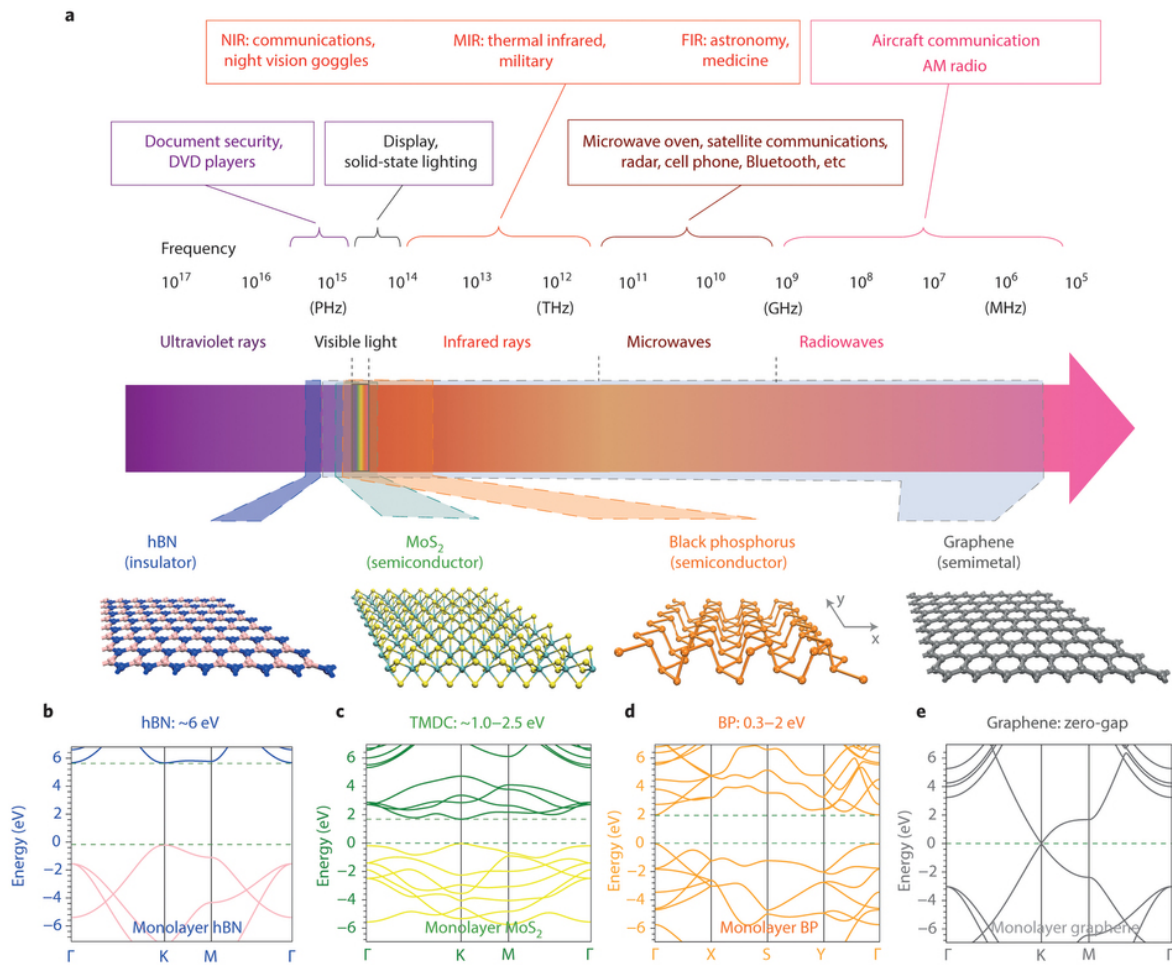 a
NIR: communications,
night vision goggles
MIR: thermal infrared,
military
FIR: astronomy,
medicine
Aircraft communication
AM radio
Document security,
DVD players
Display,
solid-state lighting
Microwave oven, satellite communications,
radar, cell phone, Bluetooth, etc
Frequency
10¹⁷ 10¹⁶ 10¹⁵ 10¹⁴ 10¹³ 10¹² 10¹¹ 10¹⁰ 10⁹ 10⁸ 10⁷ 10⁶ 10⁵
(PHz) (THz) (GHz) (MHz)
Ultraviolet rays Visible light Infrared rays Microwaves Radiowaves
hBN
(insulator)
MoS₂
(semiconductor)
Black phosphorus
(semiconductor)
Graphene
(semimetal)
y
x
b
hBN: ~6 eV
Energy (eV)
6
4
2
0
−2
−4
−6
Monolayer hBN
Γ K M Γ
c
TMDC: ~1.0–2.5 eV
Energy (eV)
6
4
2
0
−2
−4
−6
Monolayer MoS₂
Γ K M Γ
d
BP: 0.3–2 eV
Energy (eV)
6
4
2
0
−2
−4
−6
Monolayer BP
Γ X S Y Γ
e
Graphene: zero-gap
Energy (eV)
6
4
2
0
−2
−4
−6
Monolayer graphene
Γ K M Γ